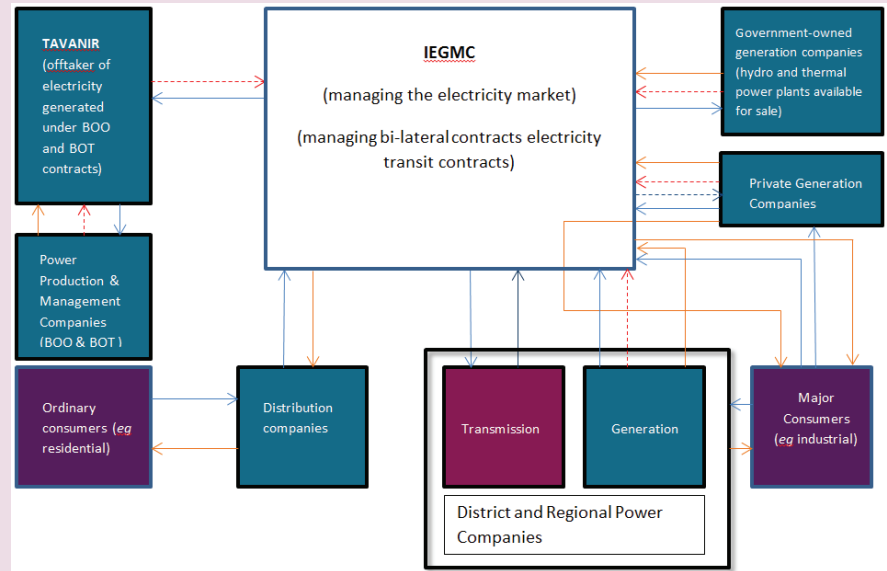 TAVANIR
(offtaker of
electricity
generated
under BOO
and BOT
contracts)
IEGMC
(managing the electricity market)
(managing bi-lateral contracts electricity
transit contracts)
Government-owned
generation companies
(hydro and thermal
power plants available
for sale)
Private Generation
Companies
Power
Production &
Management
Companies
(BOO & BOT )
Ordinary
consumers (eg
residential)
Distribution
companies
Transmission
Generation
Major
Consumers
(eg industrial)
District and Regional Power
Companies